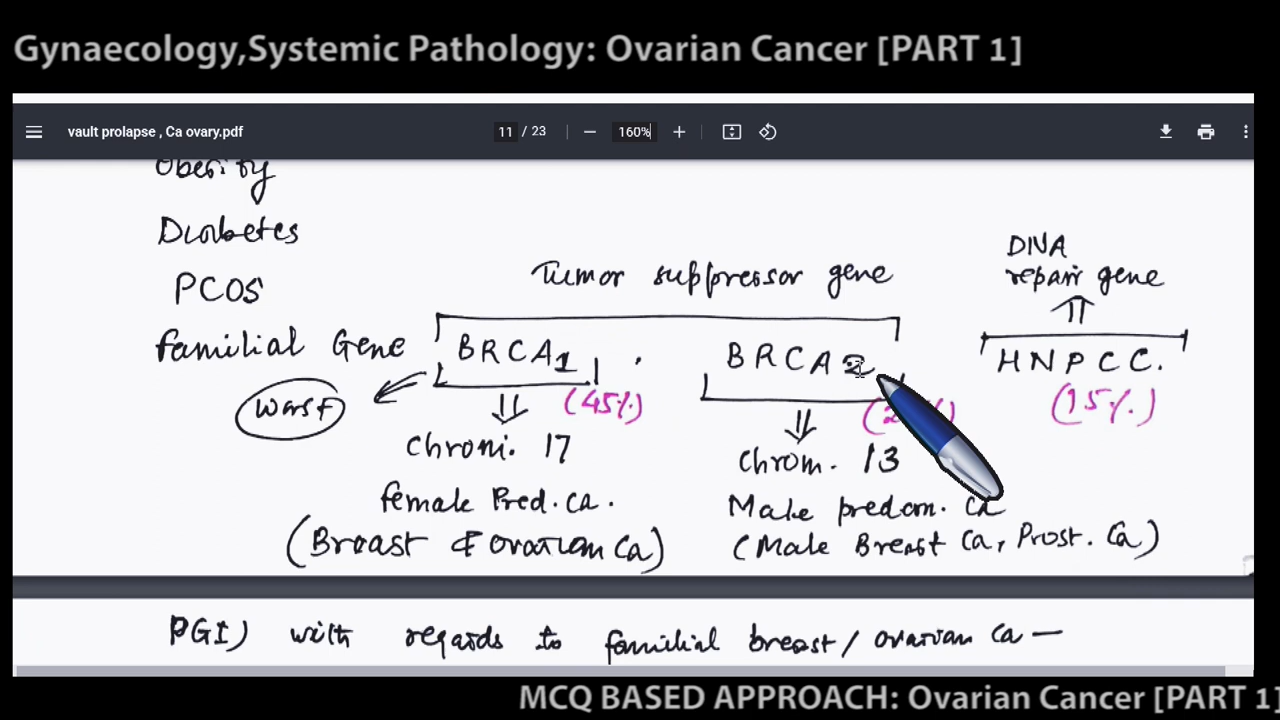 Gynaecology,Systemic Pathology: Ovarian Cancer [PART 1]
vault prolapse , Ca ovary.pdf
11 / 23
160%
Obesity
Diabetes
PCOS
Familial Gene
Tumor suppressor gene
DNA
repair gene
BRCA1
BRCA2
HNPCC.
Worst
(45%)
(15%)
Chrom. 17
Chrom. 13
female Pred. Ca.
Male predom. Ca
(Breast & ovarian Ca)
(Male Breast Ca, Prost. Ca)
PGI) with regards to familial breast/ ovarian ca —
MCQ BASED APPROACH: Ovarian Cancer [PART 1]